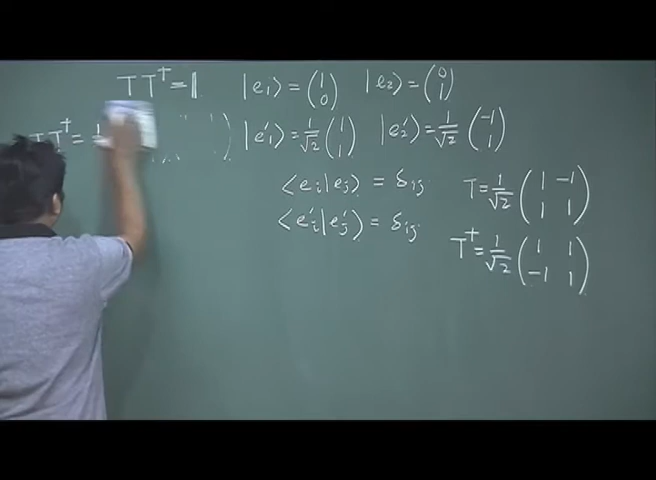 TT† = 𝟙 |e₁⟩ = (1 0) |e₂⟩ = (0 1)
TT† = 1 |e₁′⟩ = 1/√2 (1 1) |e₂′⟩ = 1/√2 (-1 1)
⟨eᵢ|eⱼ⟩ = δᵢⱼ
T = 1/√2 (1 -1
1 1)
⟨eᵢ′|eⱼ′⟩ = δᵢⱼ
T† = 1/√2 (1 1
-1 1)